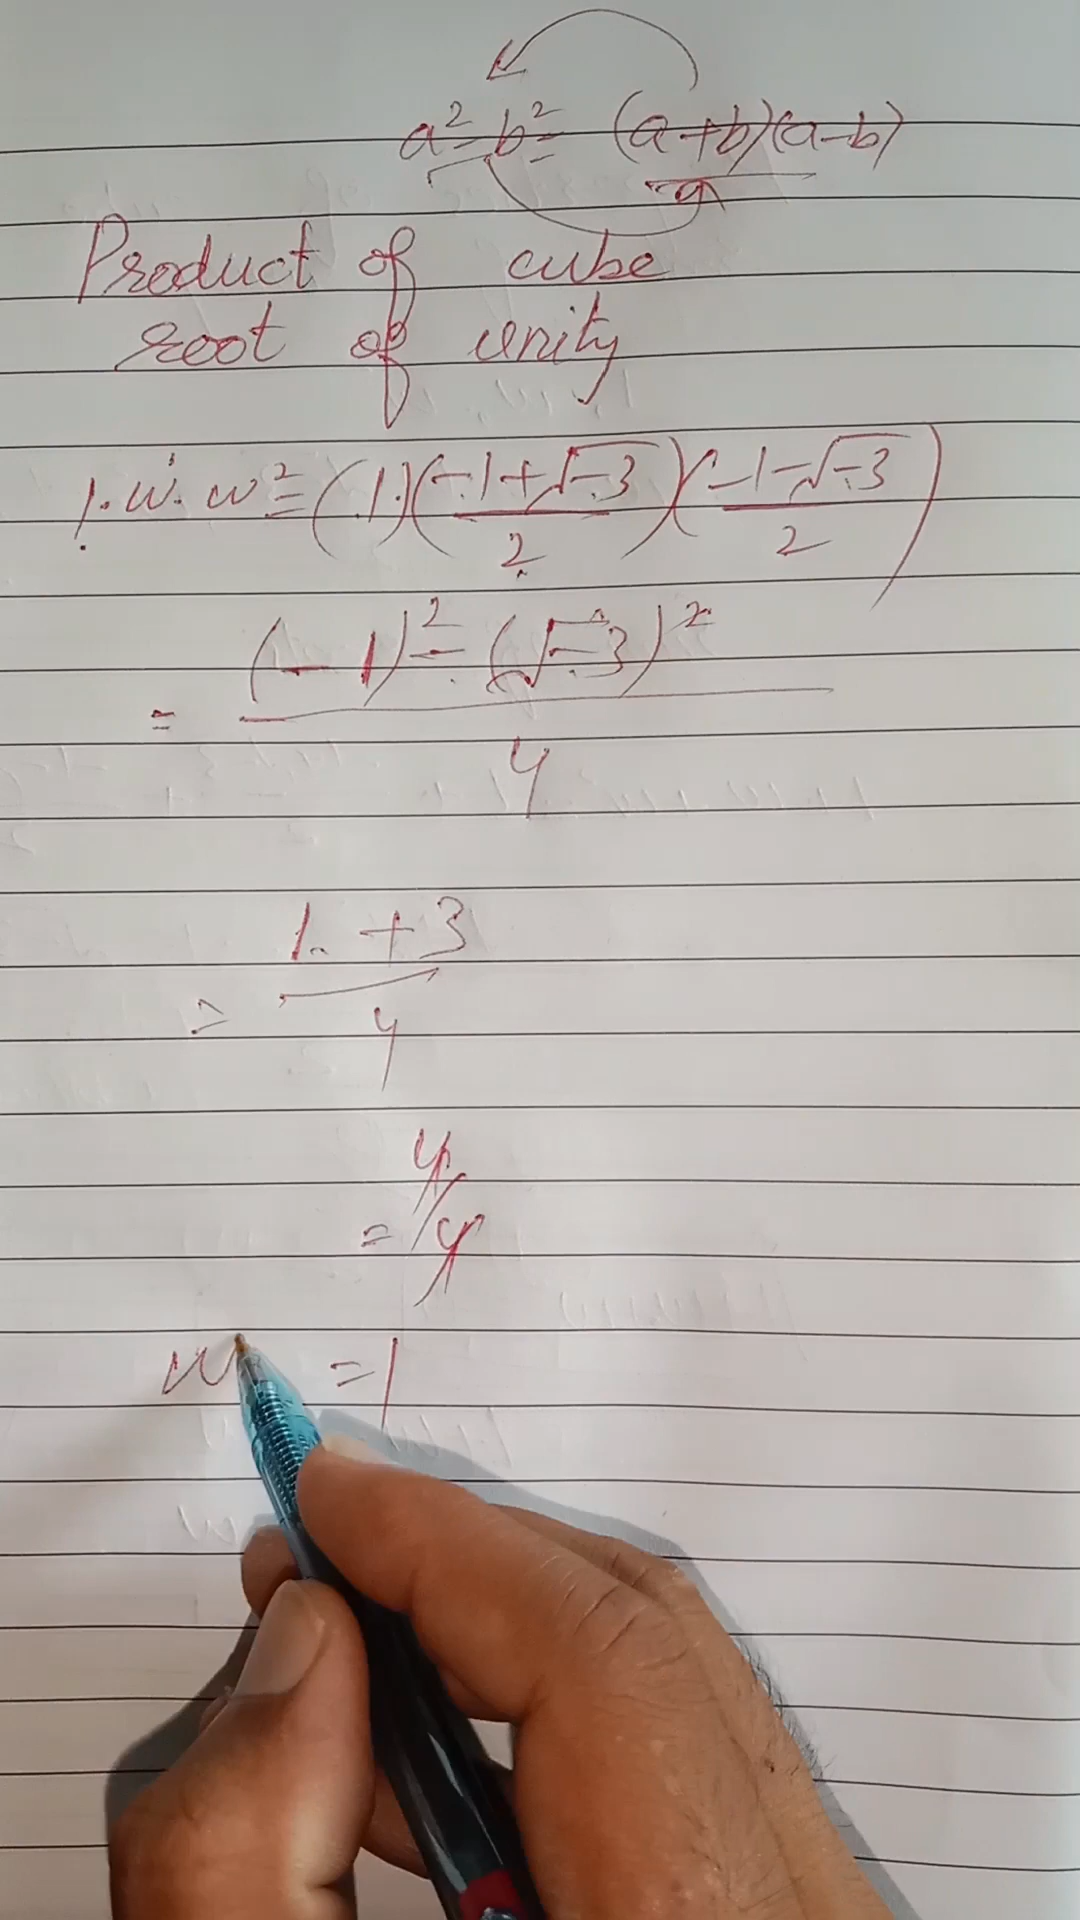 a² - b² = (a+b)(a-b)
Product of cube
root of unity
1.w.w² = (1)((-1+√-3)/2)((-1-√-3)/2)
= ((-1)² - (√-3)²)/4
= (1+3)/4
= 4/4
w = 1